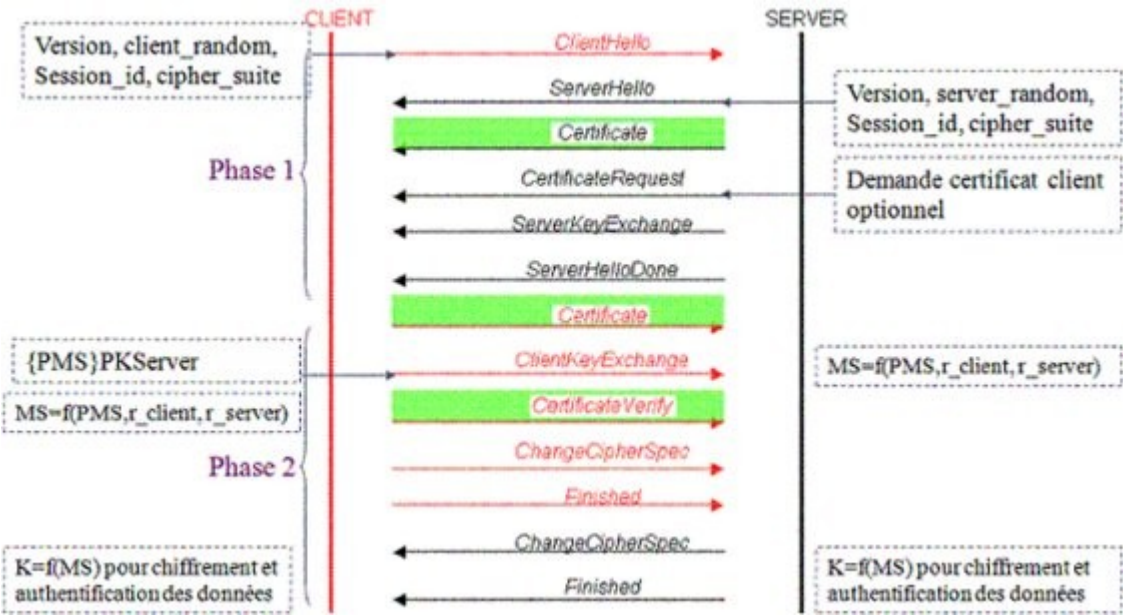 CLIENT
SERVER
Version, client_random,
Session_id, cipher_suite
ClientHello
ServerHello
Version, server_random,
Session_id, cipher_suite
Certificate
Phase 1
CertificateRequest
Demande certificat client
optionnel
ServerKeyExchange
ServerHelloDone
Certificate
{PMS}PKServer
ClientKeyExchange
MS=f(PMS,r_client, r_server)
MS=f(PMS,r_client, r_server)
CertificateVerify
Phase 2
ChangeCipherSpec
Finished
ChangeCipherSpec
K=f(MS) pour chiffrement et
authentification des données
K=f(MS) pour chiffrement et
authentification des données
Finished